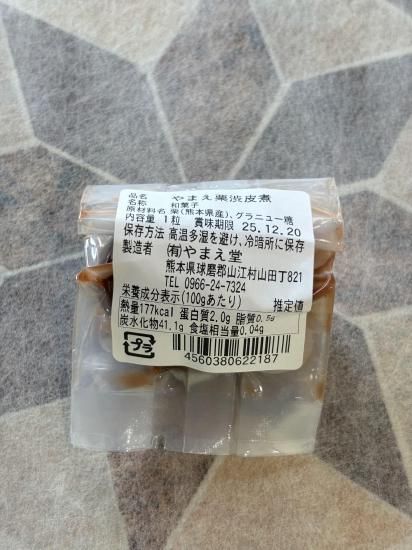 品名 やまえ栗渋皮煮
名称 和菓子
原材料名 栗(熊本県産)、グラニュー糖
内容量 1粒 賞味期限 25.12.20
保存方法 高温多湿を避け、冷暗所に保存
製造者 ㈲やまえ堂
熊本県球磨郡山江村山田丁821
TEL 0966-24-7324
栄養成分表示(100gあたり) 推定値
熱量177kcal 蛋白質2.0g 脂質0.5g
炭水化物41.1g 食塩相当量0.04g
プラ
4560380622187